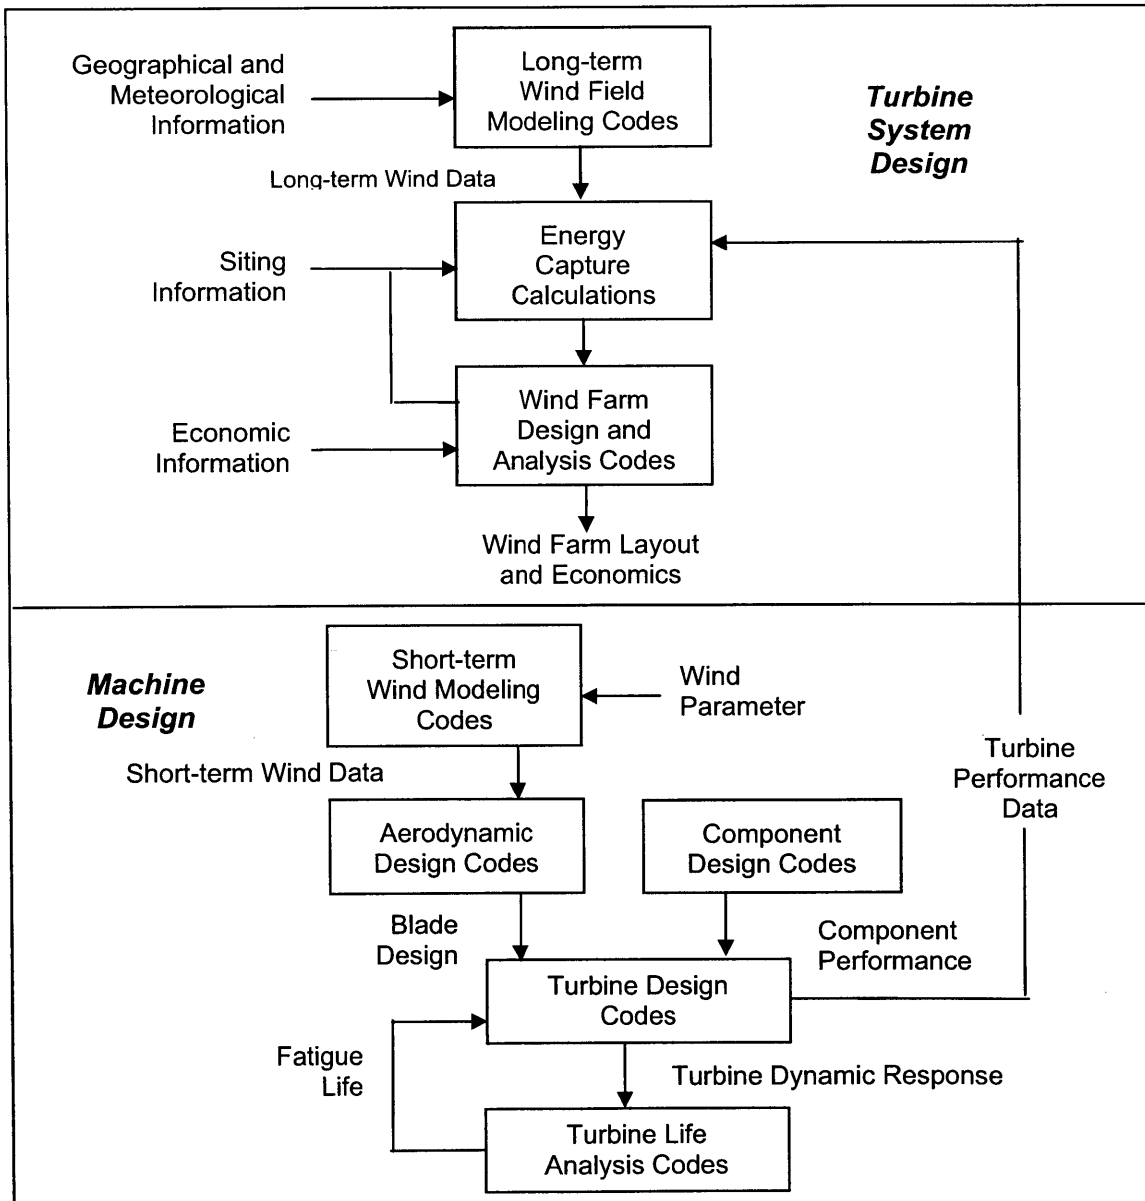 Geographical and
Meteorological
Information
Long-term
Wind Field
Modeling Codes
Turbine
System
Design
Long-term Wind Data
Siting
Information
Energy
Capture
Calculations
Economic
Information
Wind Farm
Design and
Analysis Codes
Wind Farm Layout
and Economics
Machine
Design
Short-term
Wind Modeling
Codes
Wind
Parameter
Short-term Wind Data
Turbine
Performance
Data
Aerodynamic
Design Codes
Component
Design Codes
Blade
Design
Component
Performance
Turbine Design
Codes
Fatigue
Life
Turbine Dynamic Response
Turbine Life
Analysis Codes